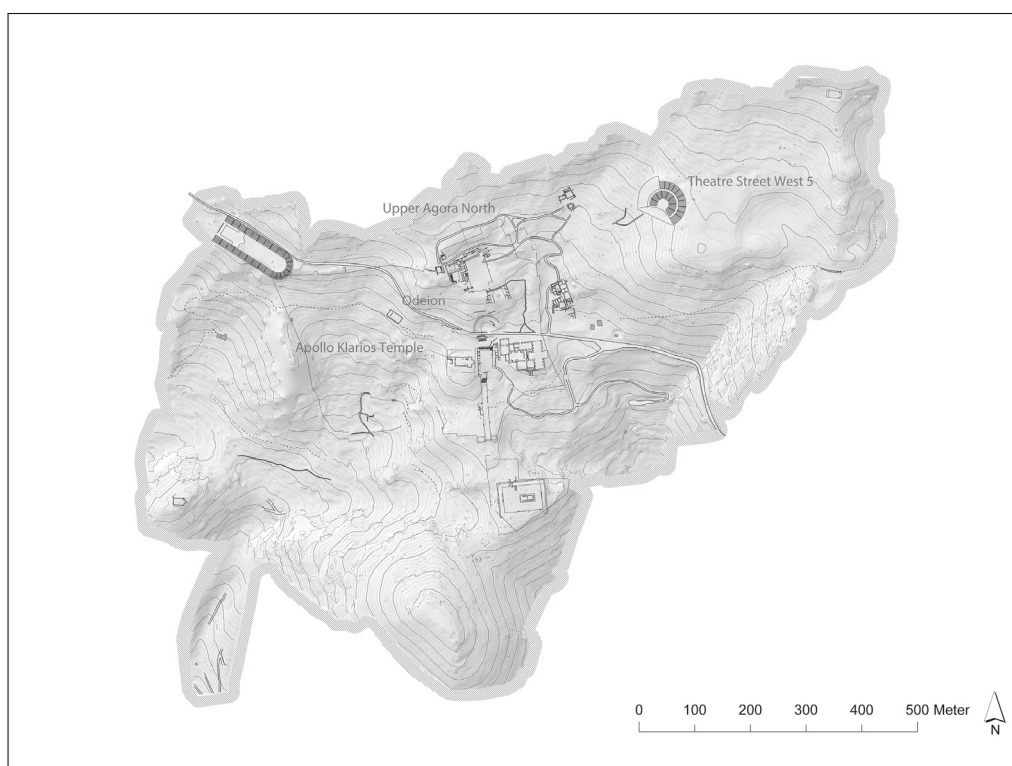 Theatre Street West 5
Upper Agora North
Odeion
Apollo Klarios Temple
0 100 200 300 400 500 Meter
N